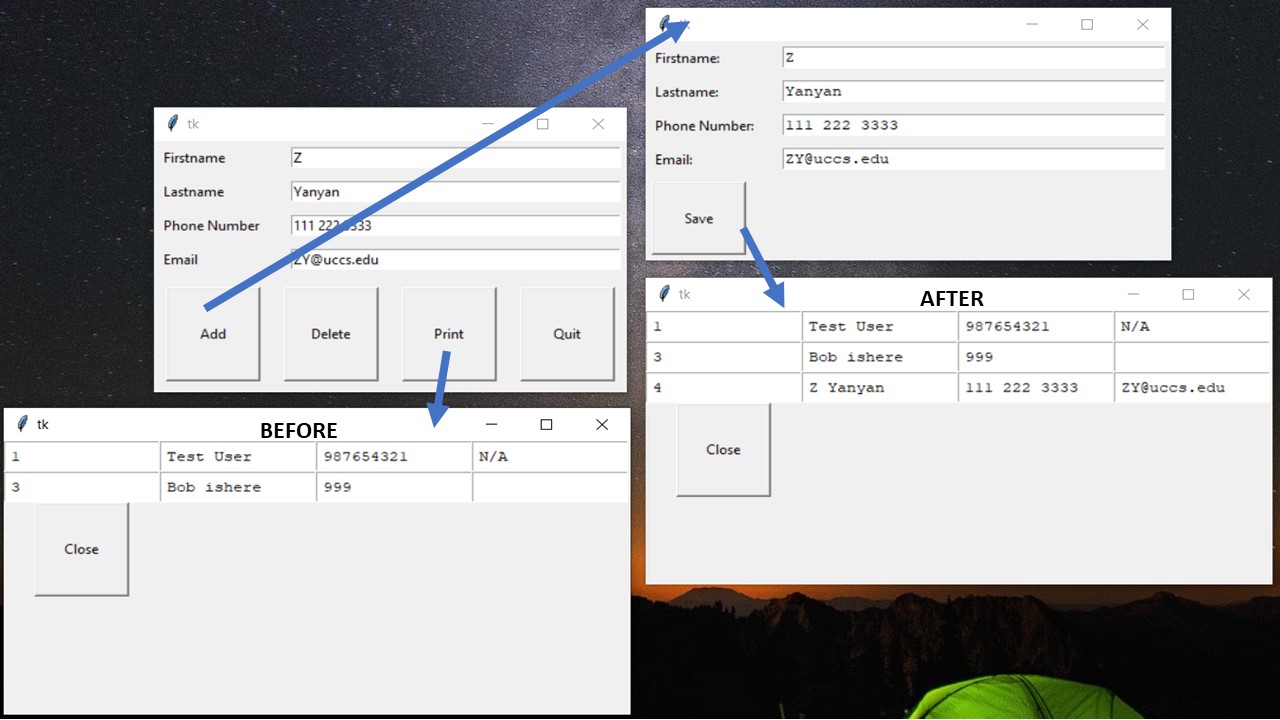 tk
Firstname Z
Lastname Yanyan
Phone Number 111 222 3333
Email ZY@uccs.edu
Add Delete Print Quit
tk
BEFORE
1 Test User 987654321 N/A
3 Bob ishere 999
Close
tk
Firstname: Z
Lastname: Yanyan
Phone Number: 111 222 3333
Email: ZY@uccs.edu
Save
tk
AFTER
1 Test User 987654321 N/A
3 Bob ishere 999
4 Z Yanyan 111 222 3333 ZY@uccs.edu
Close